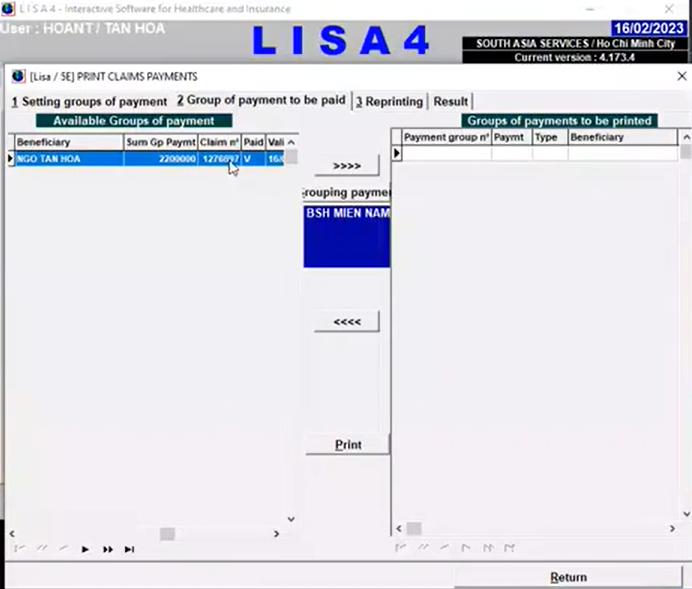 L I S A 4 - Interactive Software for Healthcare and Insurance
User : HOANT / TAN HOA
L I S A 4
16/02/2023
SOUTH ASIA SERVICES / Ho Chi Minh City
Current version : 4.173.4
[Lisa / 5E] PRINT CLAIMS PAYMENTS
1 Setting groups of payment
2 Group of payment to be paid
3 Reprinting
Result
Available Groups of payment
Groups of payments to be printed
Beneficiary Sum Gp Paymt Claim n° Paid Vali
NGO TAN HOA 2200000 V
>>>>
Grouping paymen
BSH MIEN NAM
<<<<
Print
Payment group n° Paymt Type Beneficiary
Return